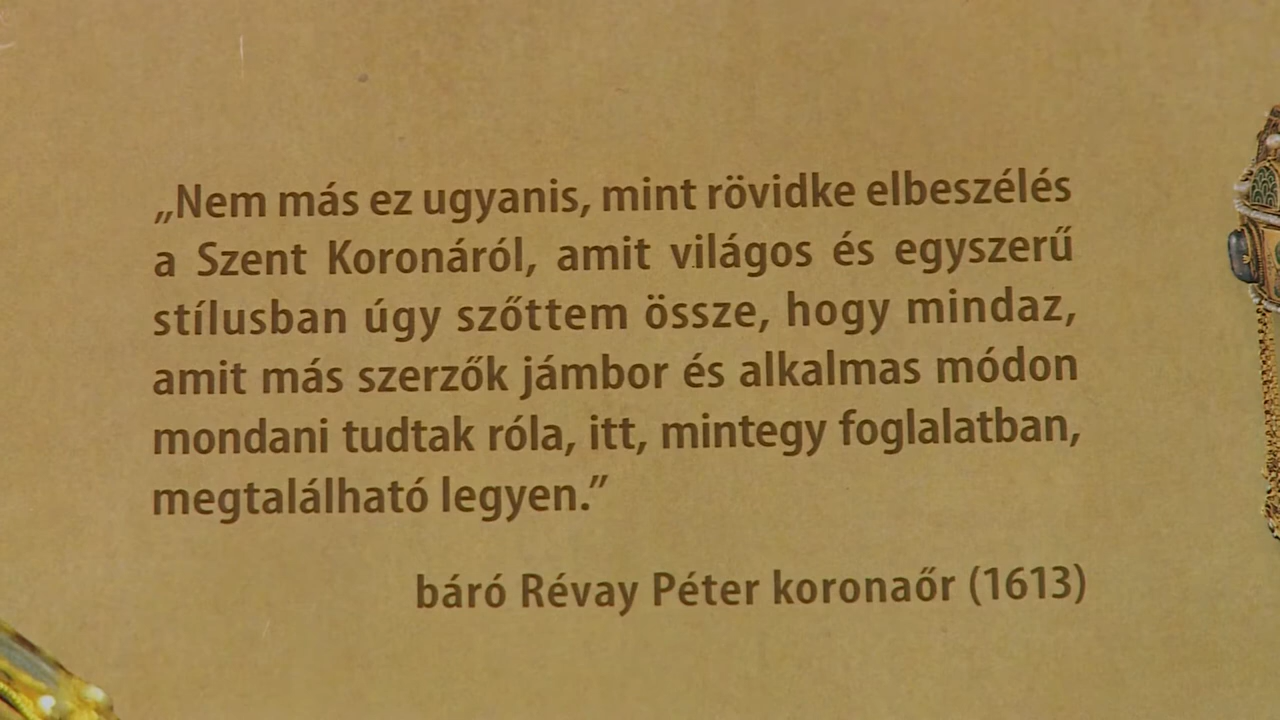 „Nem más ez ugyanis, mint rövidke elbeszélés
a Szent Koronáról, amit világos és egyszerű
stílusban úgy szőttem össze, hogy mindaz,
amit más szerzők jámbor és alkalmas módon
mondani tudtak róla, itt, mintegy foglalatban,
megtalálható legyen.”
báró Révay Péter koronaőr (1613)